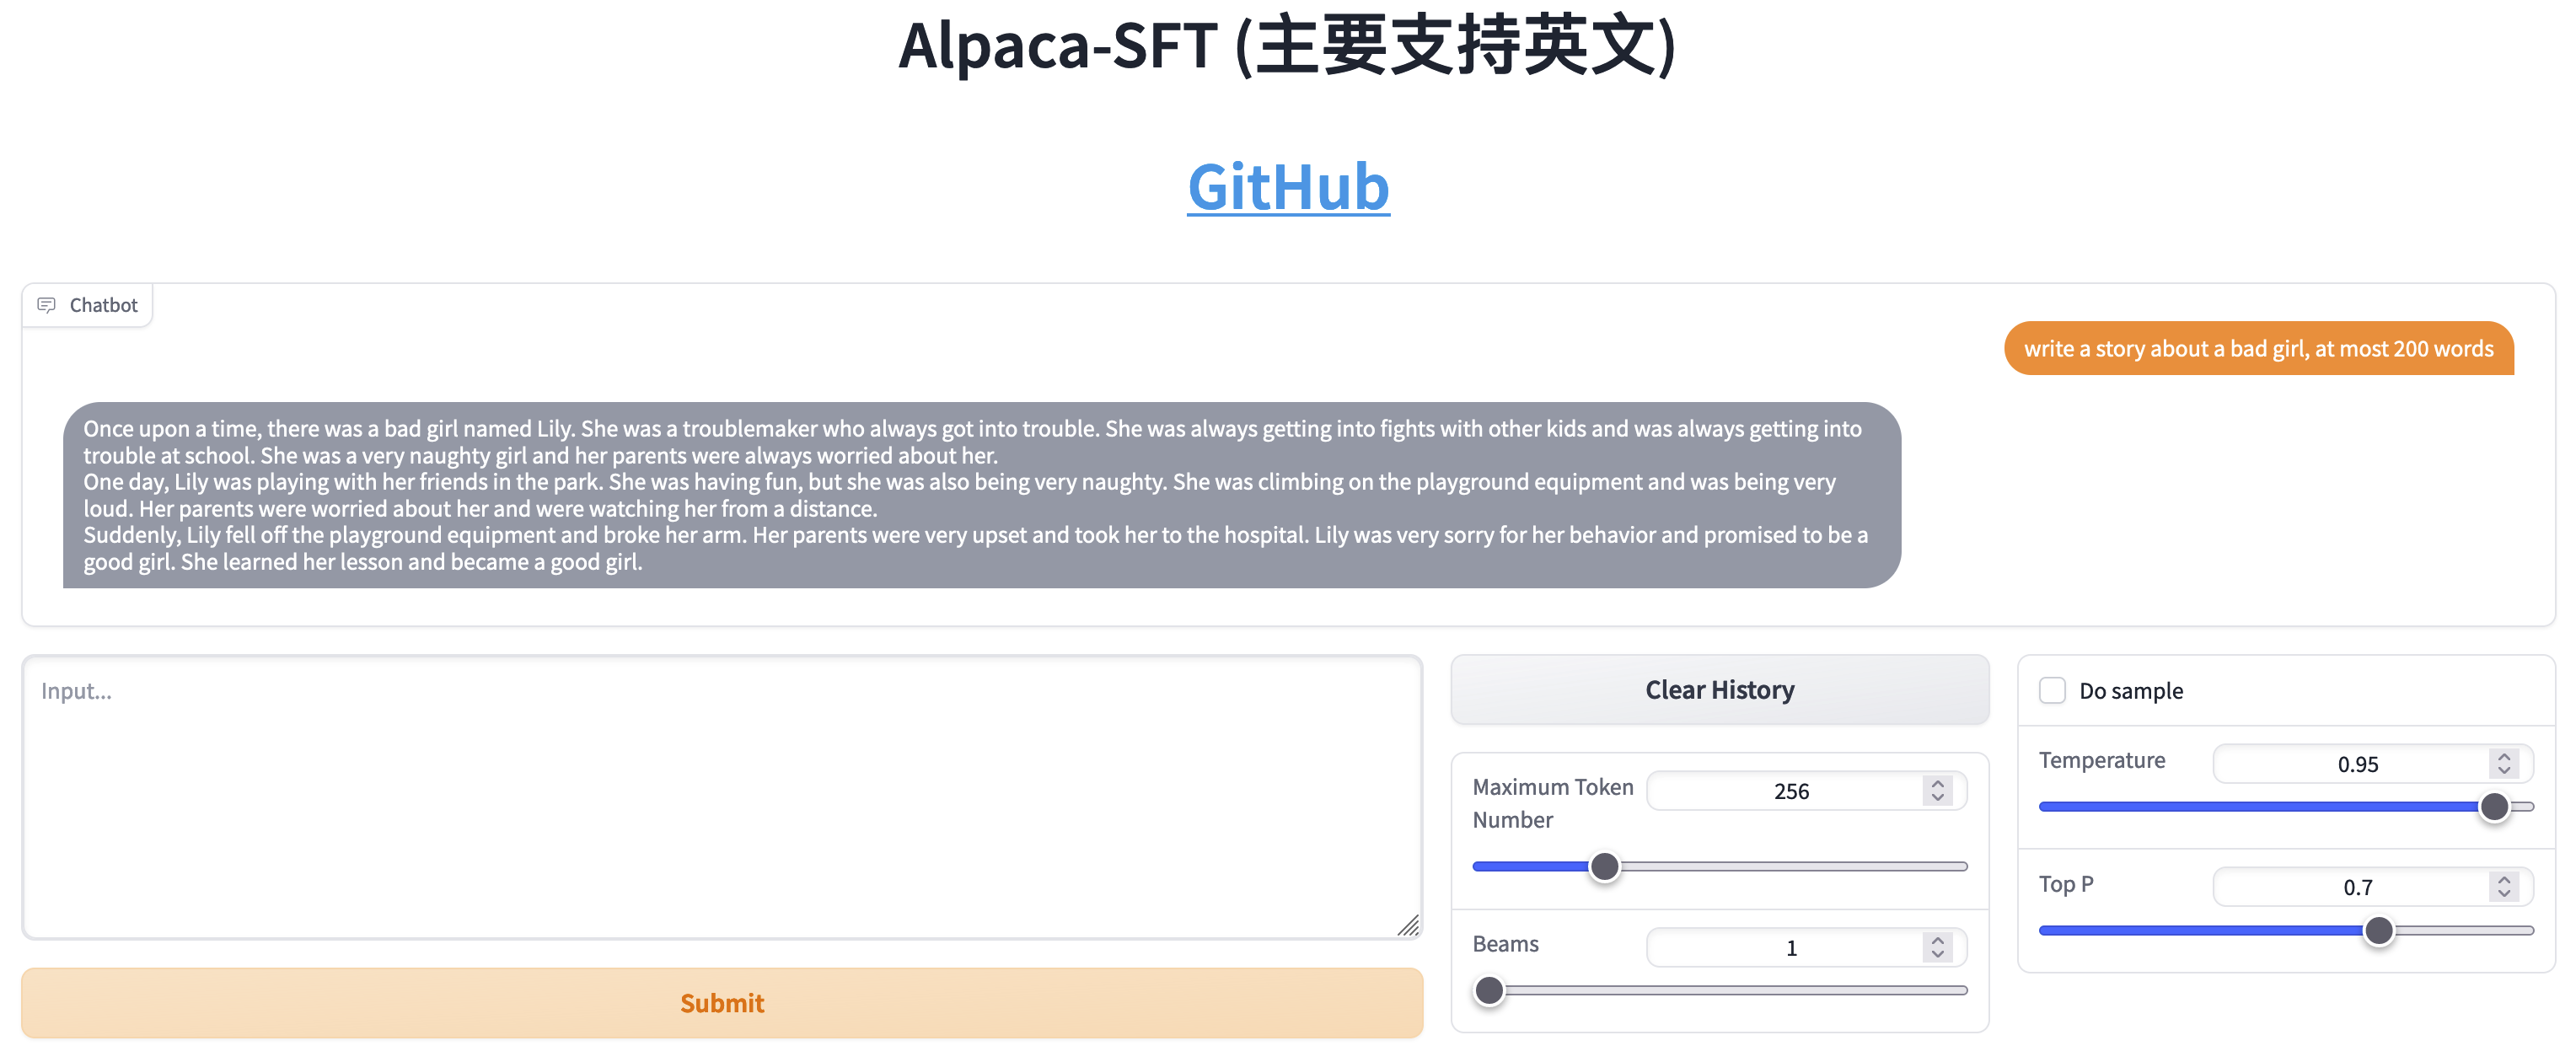 Alpaca-SFT (主要支持英文)
GitHub
Chatbot
write a story about a bad girl, at most 200 words
Once upon a time, there was a bad girl named Lily. She was a troublemaker who always got into trouble. She was always getting into fights with other kids and was always getting into
trouble at school. She was a very naughty girl and her parents were always worried about her.
One day, Lily was playing with her friends in the park. She was having fun, but she was also being very naughty. She was climbing on the playground equipment and was being very
loud. Her parents were worried about her and were watching her from a distance.
Suddenly, Lily fell off the playground equipment and broke her arm. Her parents were very upset and took her to the hospital. Lily was very sorry for her behavior and promised to be a
good girl. She learned her lesson and became a good girl.
Input...
Submit
Clear History
Maximum Token
Number
256
Beams
1
Do sample
Temperature
0.95
Top P
0.7